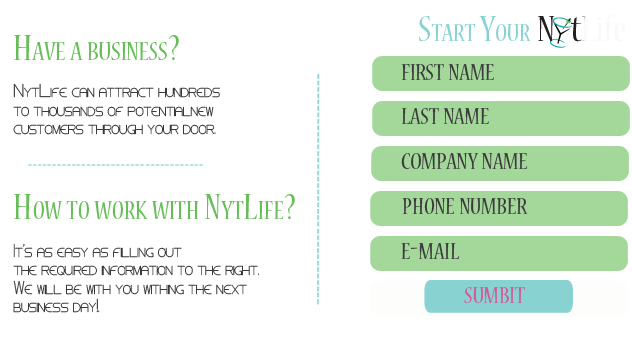 Have a business?
NytLife can attract hundreds
to thousands of potentialnew
customers through your door.
How to work with NytLife?
It's as easy as filling out
the required information to the right.
We will be with you withing the next
business day!
Start Your NytLife
FIRST NAME
LAST NAME
COMPANY NAME
PHONE NUMBER
E-MAIL
SUMBIT